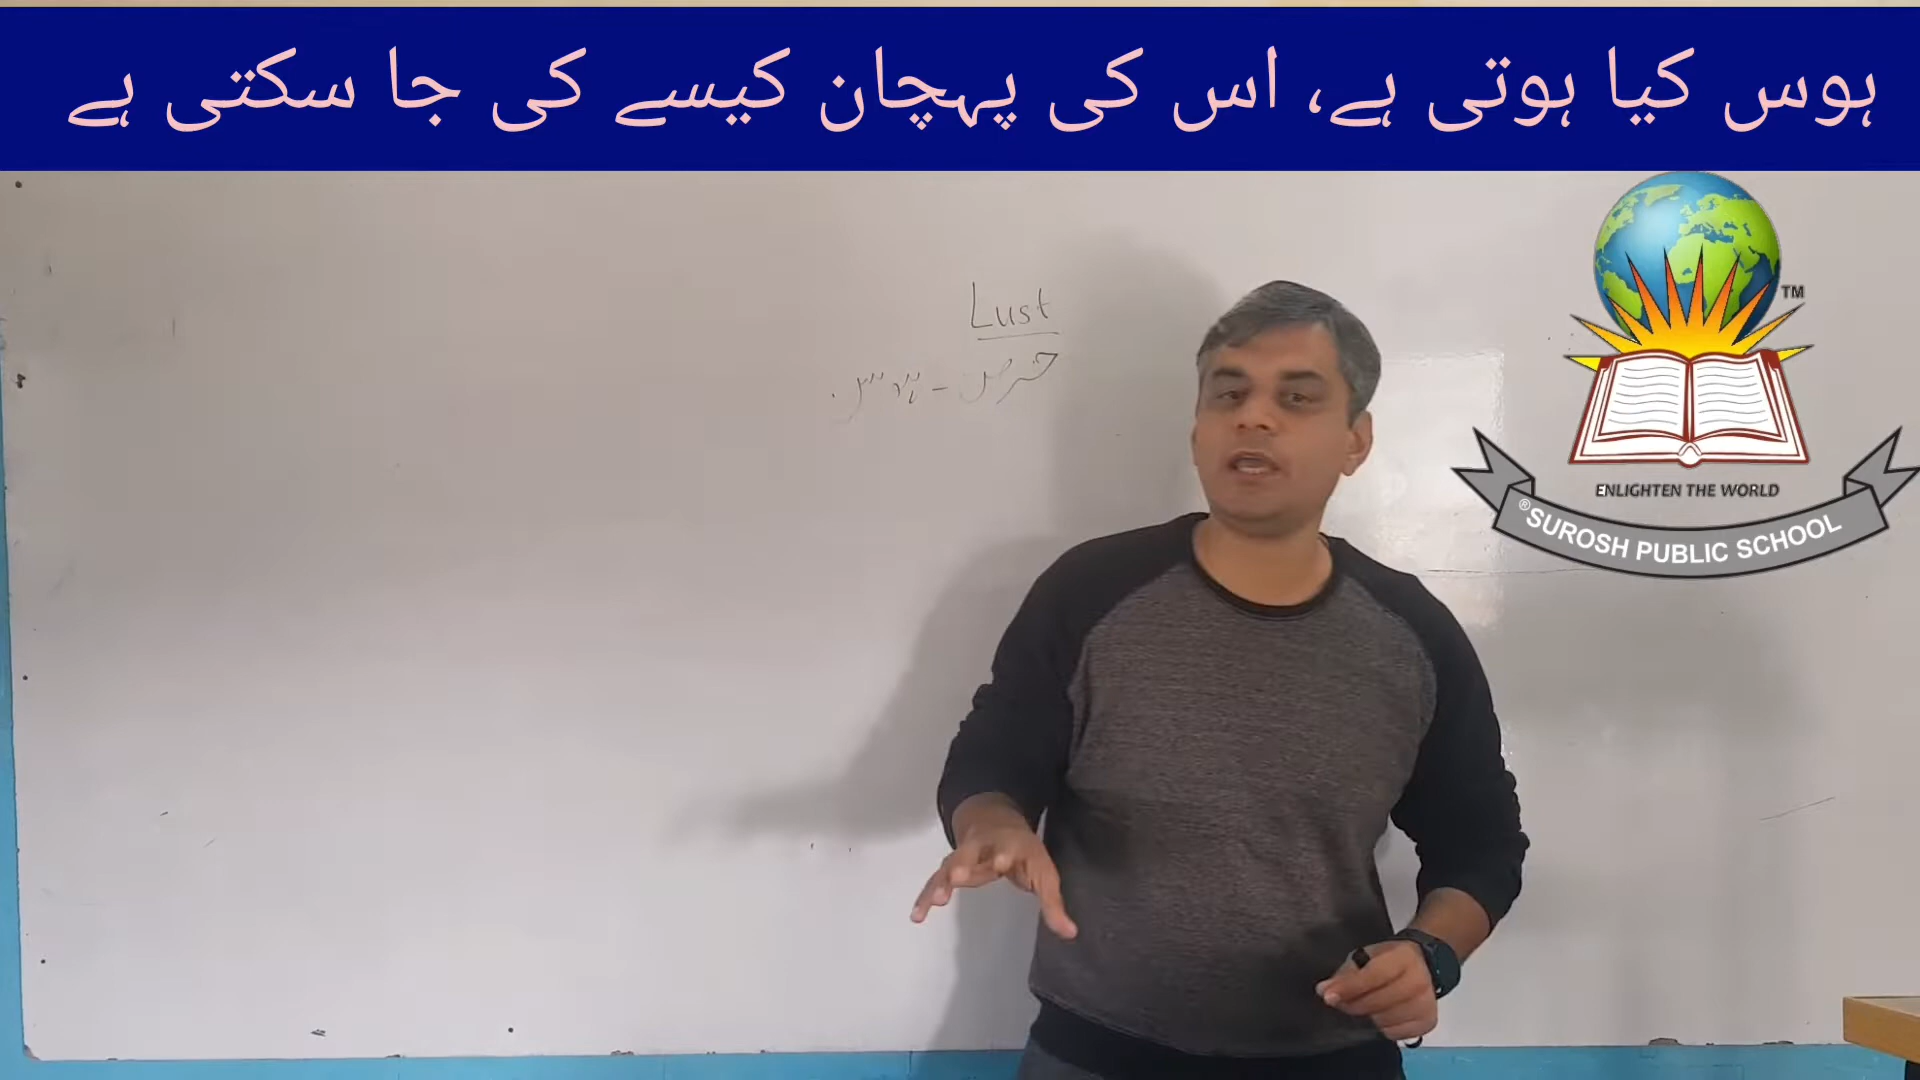 ہوس کیا ہوتی ہے، اس کی پہچان کیسے کی جا سکتی ہے
Lust
حرص - ہوس
TM
ENLIGHTEN THE WORLD
®SUROSH PUBLIC SCHOOL